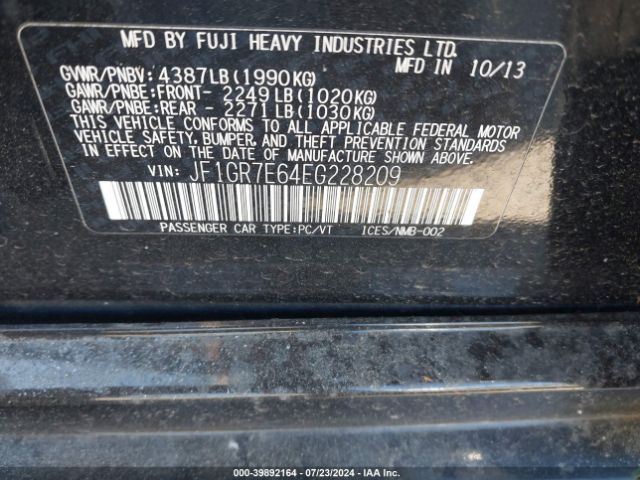 MFD BY FUJI HEAVY INDUSTRIES LTD.
MFD IN 10/13
GVWR/PNBV: 4387LB(1990KG)
GAWR/PNBE:FRONT- 2249LB(1020KG)
GAWR/PNBE:REAR - 2271LB(1030KG)
THIS VEHICLE CONFORMS TO ALL APPLICABLE FEDERAL MOTOR
VEHICLE SAFETY, BUMPER, AND THEFT PREVENTION STANDARDS
IN EFFECT ON THE DATE OF MANUFACTURE SHOWN ABOVE.
VIN: JF1GR7E64EG228209
PASSENGER CAR TYPE:PC/VT ICES/NMB-002
000-39892164 / 07/23/2024 - IAA Inc.